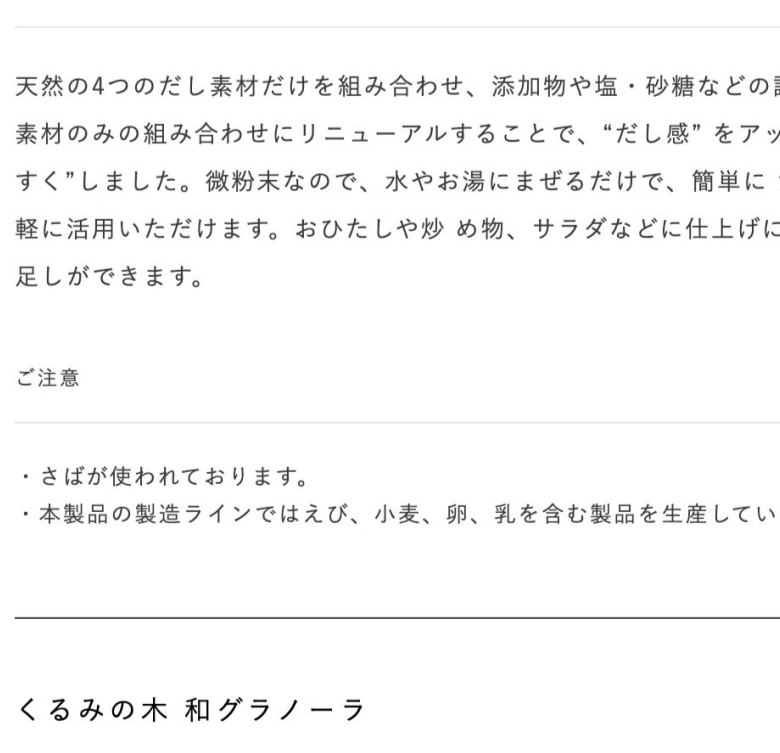 天然の4つのだし素材だけを組み合わせ、添加物や塩・砂糖などの
素材のみの組み合わせにリニューアルすることで、“だし感” をアッ
すく”しました。微粉末なので、水やお湯にまぜるだけで、簡単に
軽に活用いただけます。おひたしや炒 め物、サラダなどに仕上げに
足しができます。
ご注意
・さばが使われております。
・本製品の製造ラインではえび、小麦、卵、乳を含む製品を生産してい
くるみの木 和グラノーラ